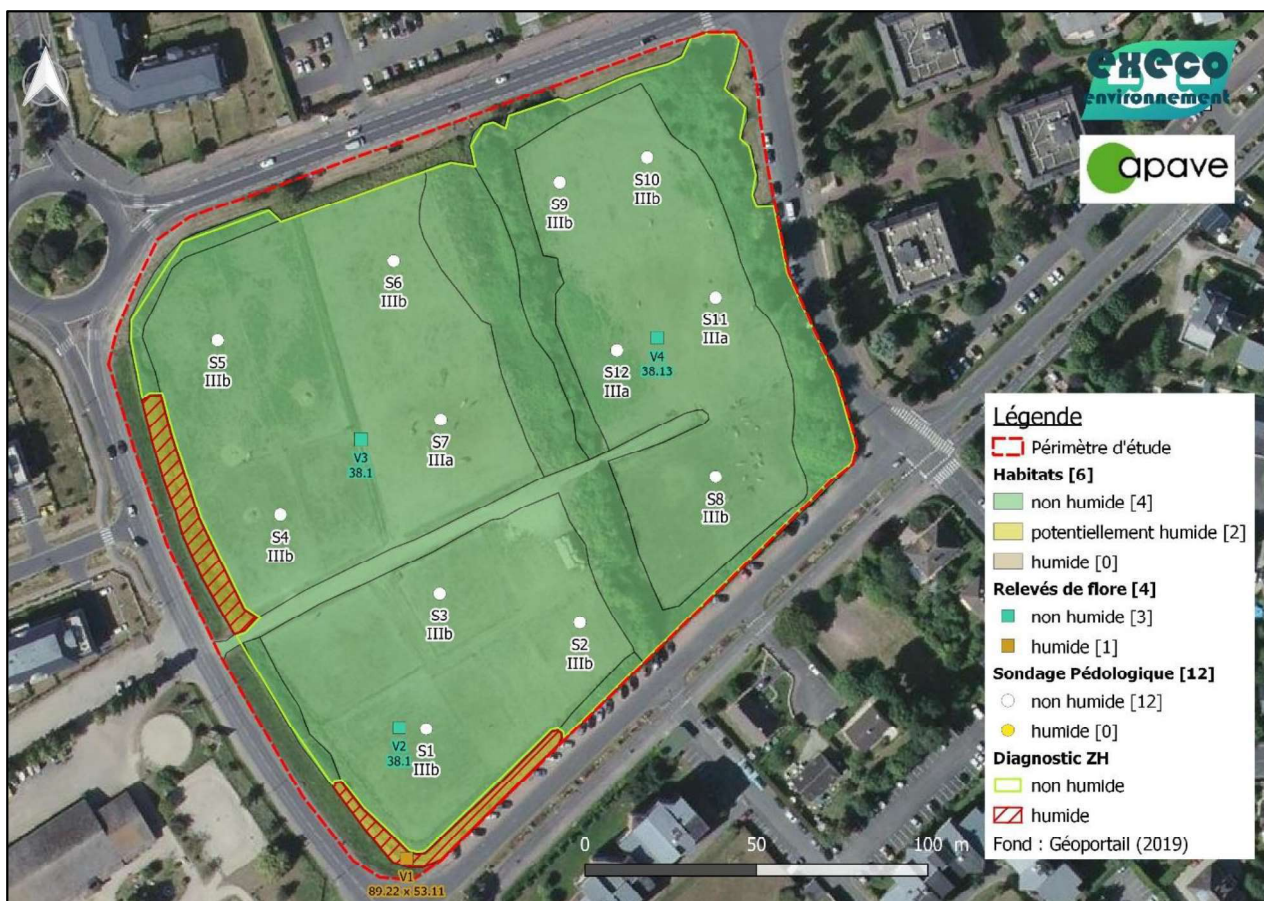 N
execo
environnement
apave
S10
IIIb
S9
IIIb
S6
IIIb
S11
IIIa
S5
IIIb
V4
38.13
S12
IIIa
S7
IIIa
V3
38.1
S8
IIIb
S4
IIIb
S3
IIIb
S2
IIIb
V2
38.1
S1
IIIb
V1
89.22 x 53.11
0 50 100 m
Légende
Périmètre d'étude
Habitats [6]
non humide [4]
potentiellement humide [2]
humide [0]
Relevés de flore [4]
non humide [3]
humide [1]
Sondage Pédologique [12]
non humide [12]
humide [0]
Diagnostic ZH
non humide
humide
Fond : Géoportail (2019)